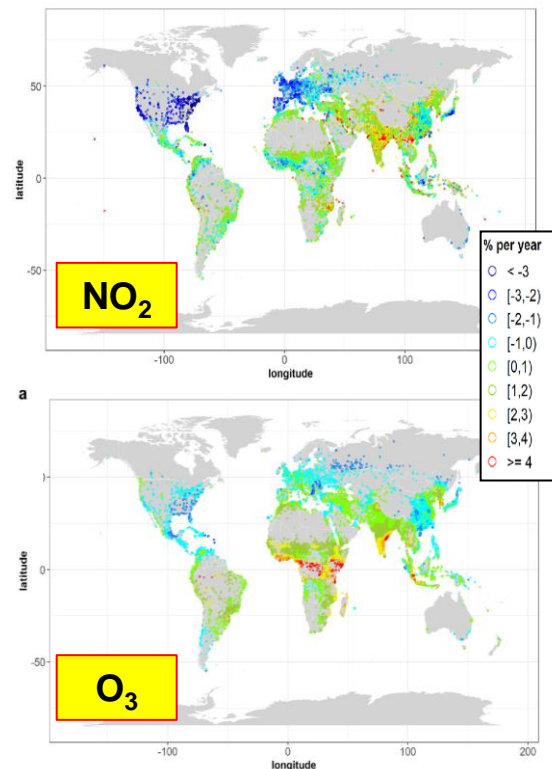 50
0
-50
latitude
NO₂
-100
0
100
longitude
% per year
< -3
[-3,-2)
[-2,-1)
[-1,0)
[0,1)
[1,2)
[2,3)
[3,4)
>= 4
a
)
0
-50
latitude
O₃
-100
0
100
200
longitude